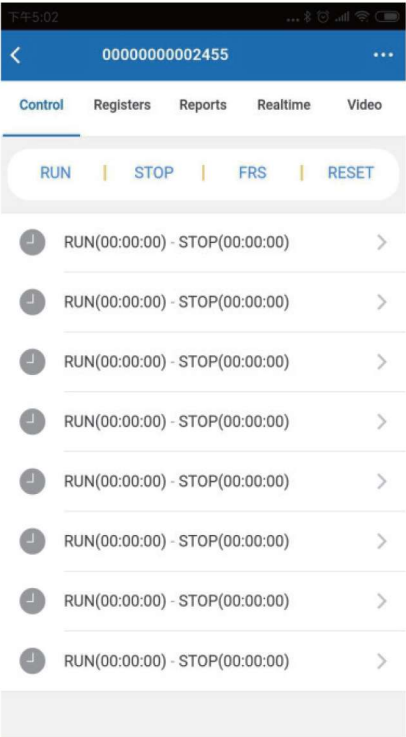 下午5:02 ...
00000000002455 ...
Control Registers Reports Realtime Video
RUN | STOP | FRS | RESET
RUN(00:00:00) - STOP(00:00:00)
RUN(00:00:00) - STOP(00:00:00)
RUN(00:00:00) - STOP(00:00:00)
RUN(00:00:00) - STOP(00:00:00)
RUN(00:00:00) - STOP(00:00:00)
RUN(00:00:00) - STOP(00:00:00)
RUN(00:00:00) - STOP(00:00:00)
RUN(00:00:00) - STOP(00:00:00)